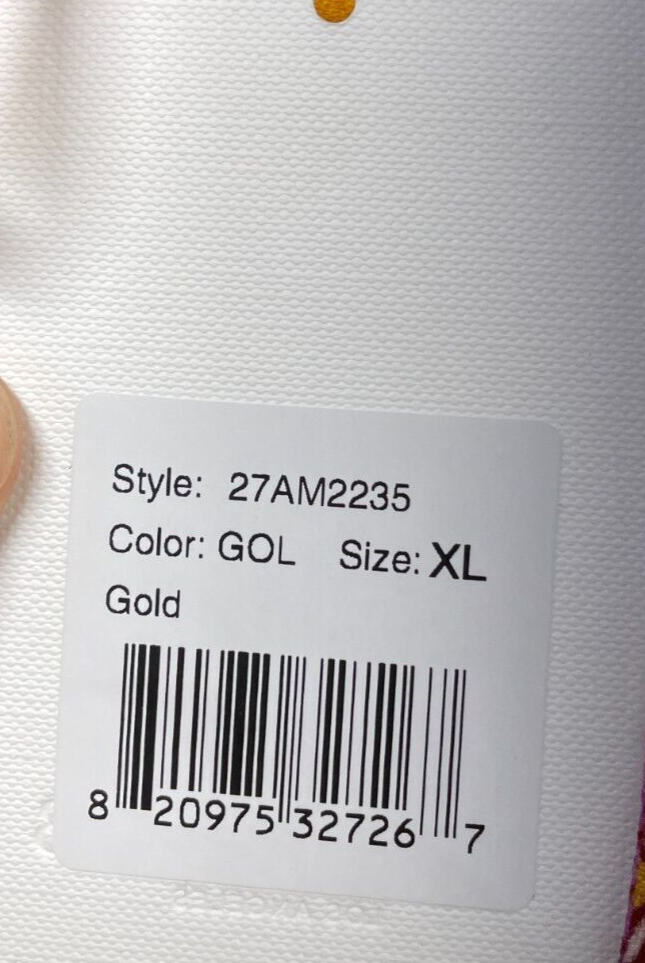 Style: 27AM2235
Color: GOL Size: XL
Gold
8 20975 32726 7